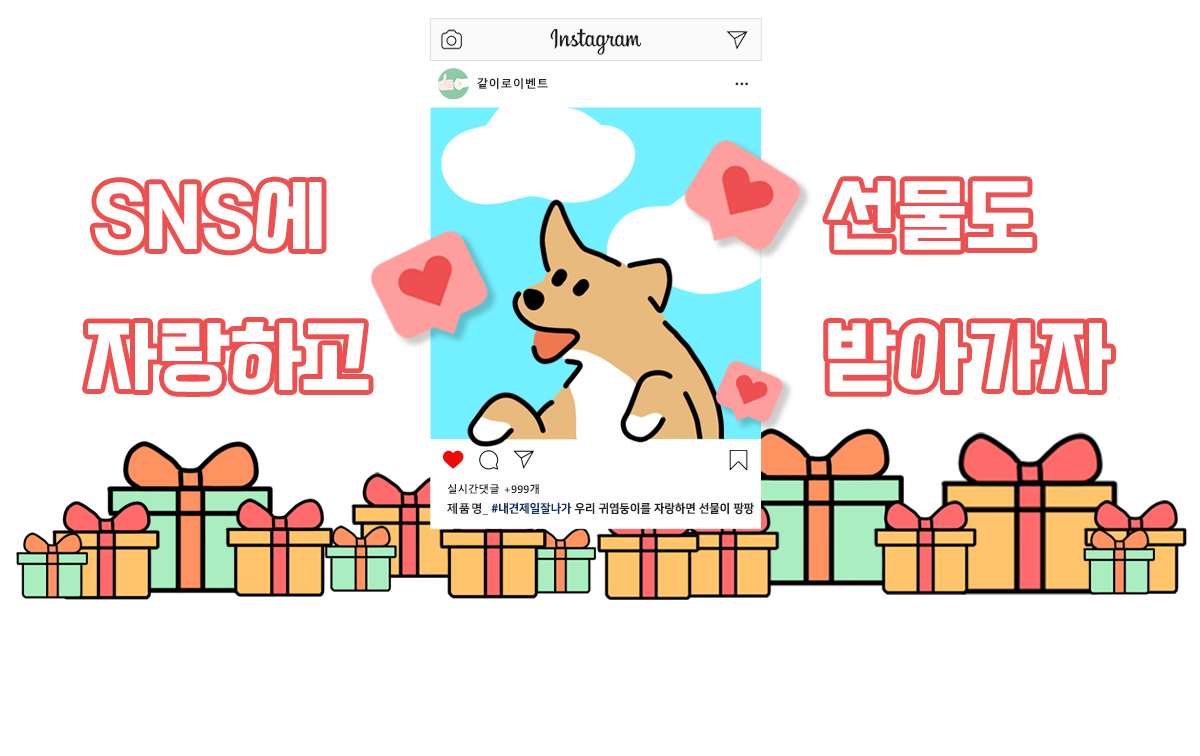 Instagram
같이로이벤트
SNS에
자랑하고
선물도
받아가자
실시간댓글 +999개
제품명_ #내견제일잘나가 우리 귀염둥이를 자랑하면 선물이 팡팡